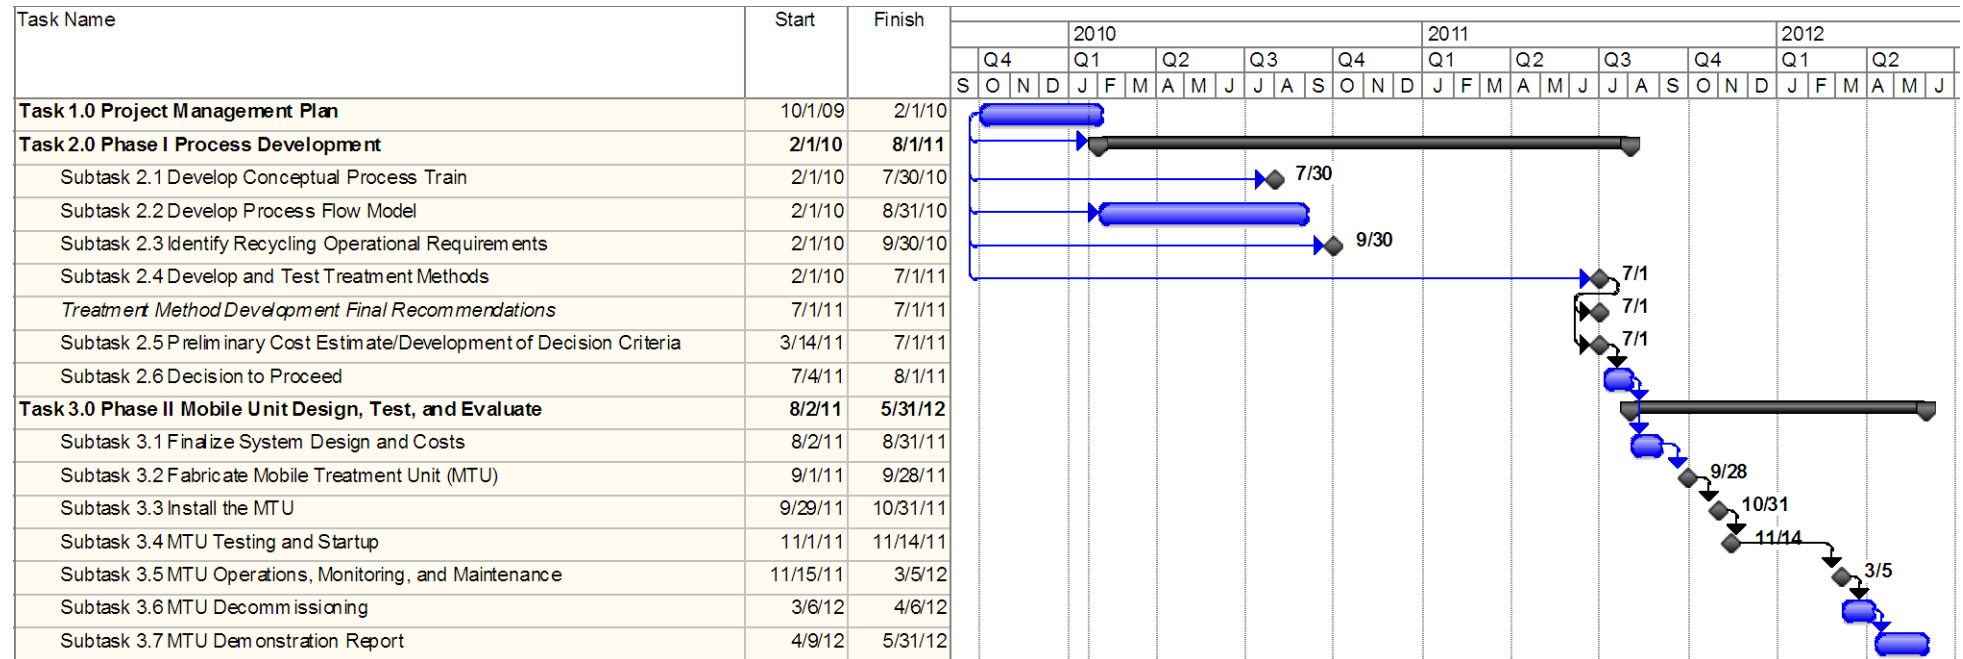 Task Name Start Finish
2010 2011 2012
Q4 Q1 Q2 Q3 Q4 Q1 Q2 Q3 Q4 Q1 Q2
S O N D J F M A M J J A S O N D J F M A M J J A S O N D J F M A M J
Task 1.0 Project Management Plan 10/1/09 2/1/10
Task 2.0 Phase I Process Development 2/1/10 8/1/11
Subtask 2.1 Develop Conceptual Process Train 2/1/10 7/30/10 7/30
Subtask 2.2 Develop Process Flow Model 2/1/10 8/31/10
Subtask 2.3 Identify Recycling Operational Requirements 2/1/10 9/30/10 9/30
Subtask 2.4 Develop and Test Treatment Methods 2/1/10 7/1/11 7/1
Treatment Method Development Final Recommendations 7/1/11 7/1/11 7/1
Subtask 2.5 Preliminary Cost Estimate/Development of Decision Criteria 3/14/11 7/1/11 7/1
Subtask 2.6 Decision to Proceed 7/4/11 8/1/11
Task 3.0 Phase II Mobile Unit Design, Test, and Evaluate 8/2/11 5/31/12
Subtask 3.1 Finalize System Design and Costs 8/2/11 8/31/11
Subtask 3.2 Fabricate Mobile Treatment Unit (MTU) 9/1/11 9/28/11 9/28
Subtask 3.3 Install the MTU 9/29/11 10/31/11 10/31
Subtask 3.4 MTU Testing and Startup 11/1/11 11/14/11 11/14
Subtask 3.5 MTU Operations, Monitoring, and Maintenance 11/15/11 3/5/12 3/5
Subtask 3.6 MTU Decommissioning 3/6/12 4/6/12
Subtask 3.7 MTU Demonstration Report 4/9/12 5/31/12